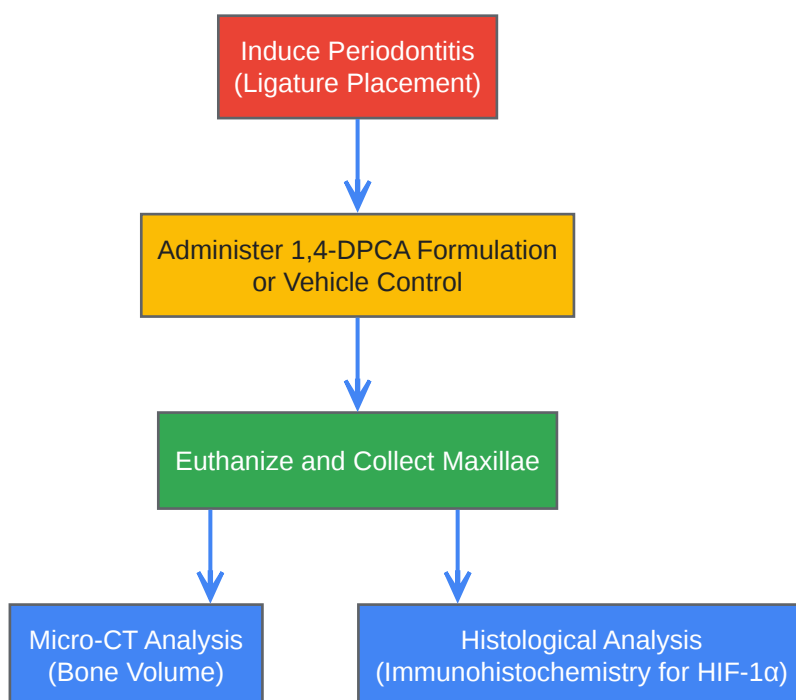 Induce Periodontitis
(Ligature Placement)
Administer 1,4-DPCA Formulation
or Vehicle Control
Euthanize and Collect Maxillae
Micro-CT Analysis
(Bone Volume)
Histological Analysis
(Immunohistochemistry for HIF-1α)